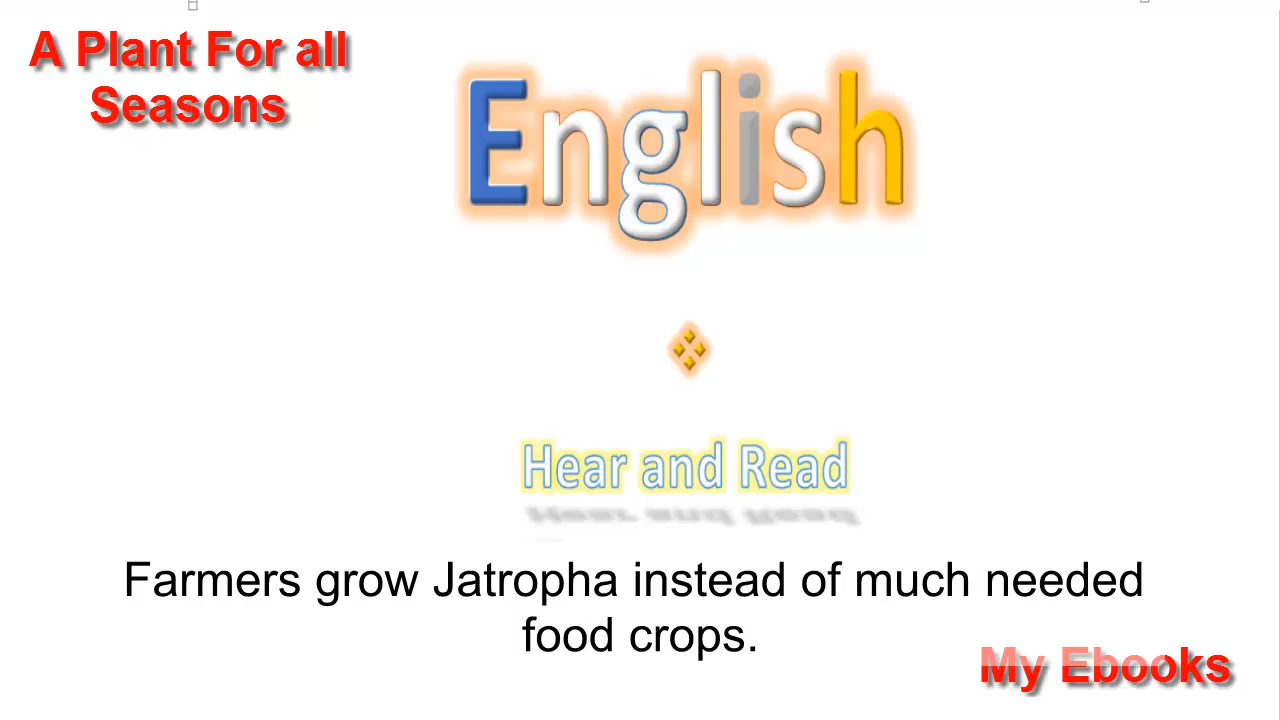 A Plant For all
Seasons
English
Hear and Read
Farmers grow Jatropha instead of much needed
food crops.
My Ebooks